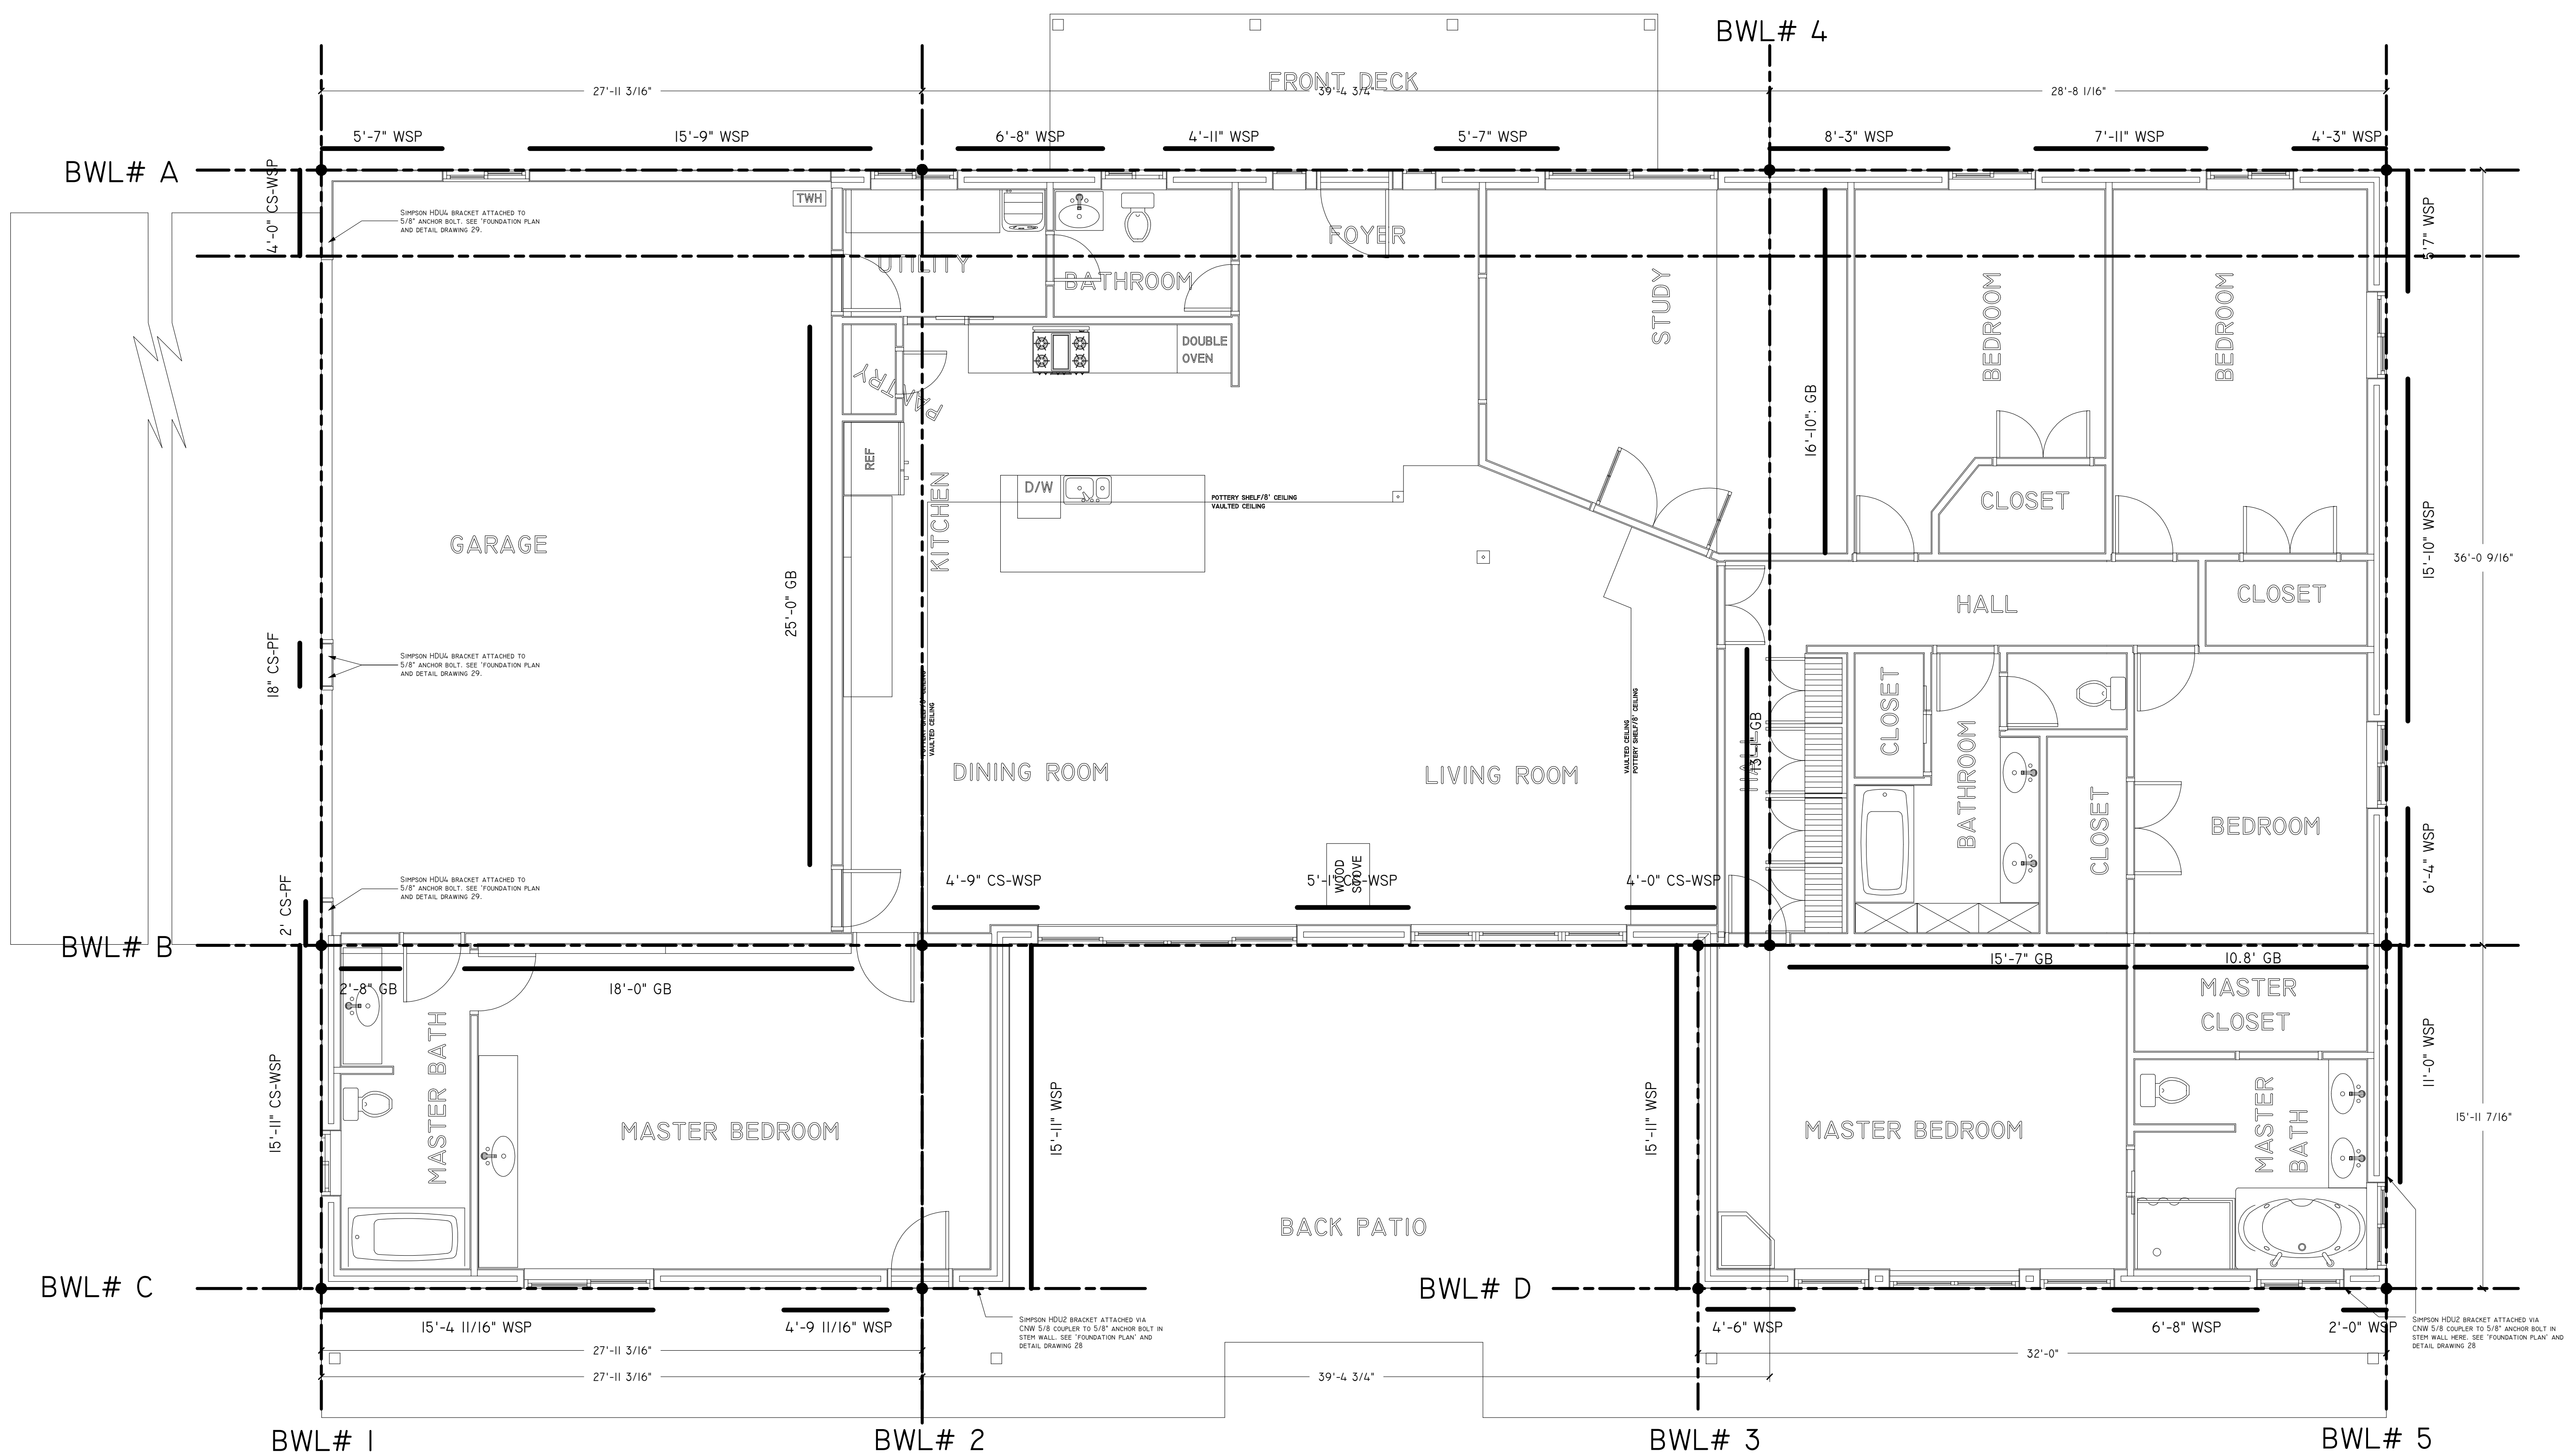 BWL# 4
FRONT DECK
27'-11 3/16"
39'-4 3/4"
28'-8 1/16"
5'-7" WSP
15'-9" WSP
6'-8" WSP
4'-11" WSP
5'-7" WSP
8'-3" WSP
7'-11" WSP
4'-3" WSP
BWL# A
4'-0" CS-WSP
TWH
SIMPSON HDU4 BRACKET ATTACHED TO
5/8" ANCHOR BOLT. SEE 'FOUNDATION PLAN
AND DETAIL DRAWING 29.
5'7" WSP
FOYER
UTILITY
BATHROOM
STUDY
BEDROOM
BEDROOM
DOUBLE
OVEN
PANTRY
16'-10": GB
REF
KITCHEN
D/W
POTTERY SHELF/8' CEILING
VAULTED CEILING
CLOSET
GARAGE
15'-10" WSP
36'-0 9/16"
25'-0" GB
HALL
CLOSET
18" CS-PF
SIMPSON HDU4 BRACKET ATTACHED TO
5/8" ANCHOR BOLT. SEE 'FOUNDATION PLAN
AND DETAIL DRAWING 29.
POTTERY SHELF/8' CEILING
VAULTED CEILING
VAULTED CEILING
POTTERY SHELF/8' CEILING
HALL
13'-1" GB
CLOSET
BATHROOM
CLOSET
DINING ROOM
LIVING ROOM
BEDROOM
6'-4" WSP
WOOD
STOVE
2' CS-PF
SIMPSON HDU4 BRACKET ATTACHED TO
5/8" ANCHOR BOLT. SEE 'FOUNDATION PLAN
AND DETAIL DRAWING 29.
4'-9" CS-WSP
5'-1" CS-WSP
4'-0" CS-WSP
BWL# B
2'-8" GB
18'-0" GB
15'-7" GB
10.8' GB
MASTER
CLOSET
15'-11" CS-WSP
MASTER BATH
MASTER BEDROOM
15'-11" WSP
15'-11" WSP
MASTER BEDROOM
MASTER
BATH
11'-0" WSP
15'-11 7/16"
BACK PATIO
BWL# C
BWL# D
15'-4 11/16" WSP
4'-9 11/16" WSP
SIMPSON HDU2 BRACKET ATTACHED VIA
CNW 5/8 COUPLER TO 5/8" ANCHOR BOLT IN
STEM WALL. SEE 'FOUNDATION PLAN' AND
DETAIL DRAWING 28
4'-6" WSP
6'-8" WSP
2'-0" WSP
SIMPSON HDU2 BRACKET ATTACHED VIA
CNW 5/8 COUPLER TO 5/8" ANCHOR BOLT IN
STEM WALL HERE. SEE 'FOUNDATION PLAN' AND
DETAIL DRAWING 28
27'-11 3/16"
32'-0"
27'-11 3/16"
39'-4 3/4"
BWL# 1
BWL# 2
BWL# 3
BWL# 5